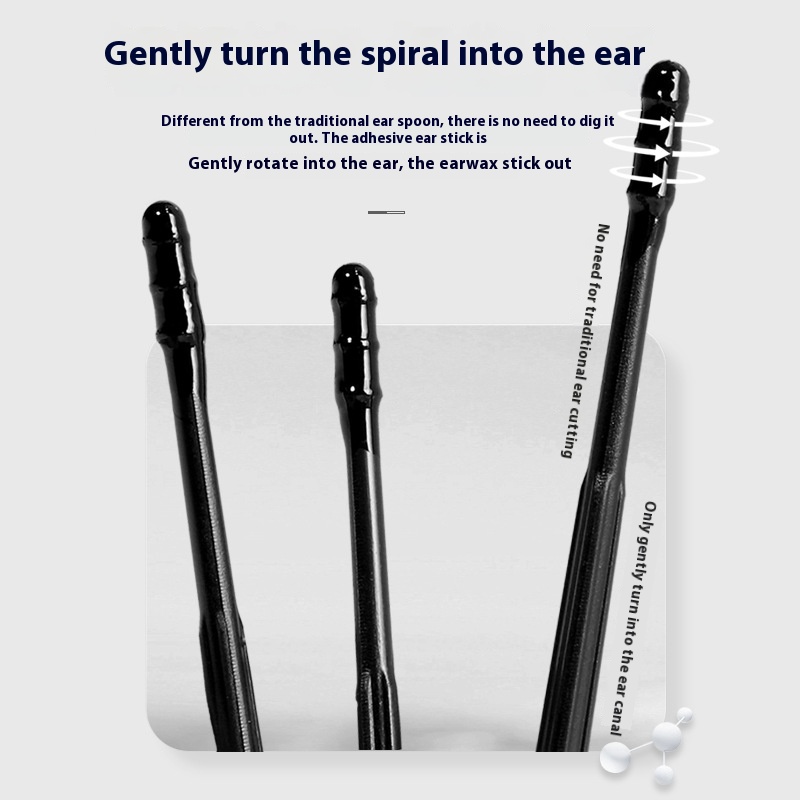 Gently turn the spiral into the ear
Different from the traditional ear spoon, there is no need to dig it
out. The adhesive ear stick is
Gently rotate into the ear, the earwax stick out
No need for traditional ear cutting
Only gently turn into the ear canal